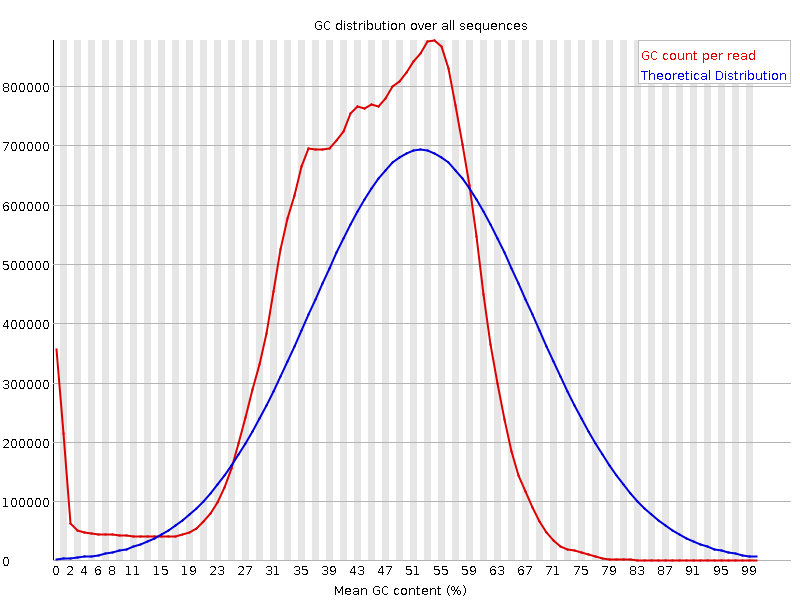 GC distribution over all sequences
GC count per read
Theoretical Distribution
800000
700000
600000
500000
400000
300000
200000
100000
0
0 2 4 6 8 11 15 19 23 27 31 35 39 43 47 51 55 59 63 67 71 75 79 83 87 91 95 99
Mean GC content (%)